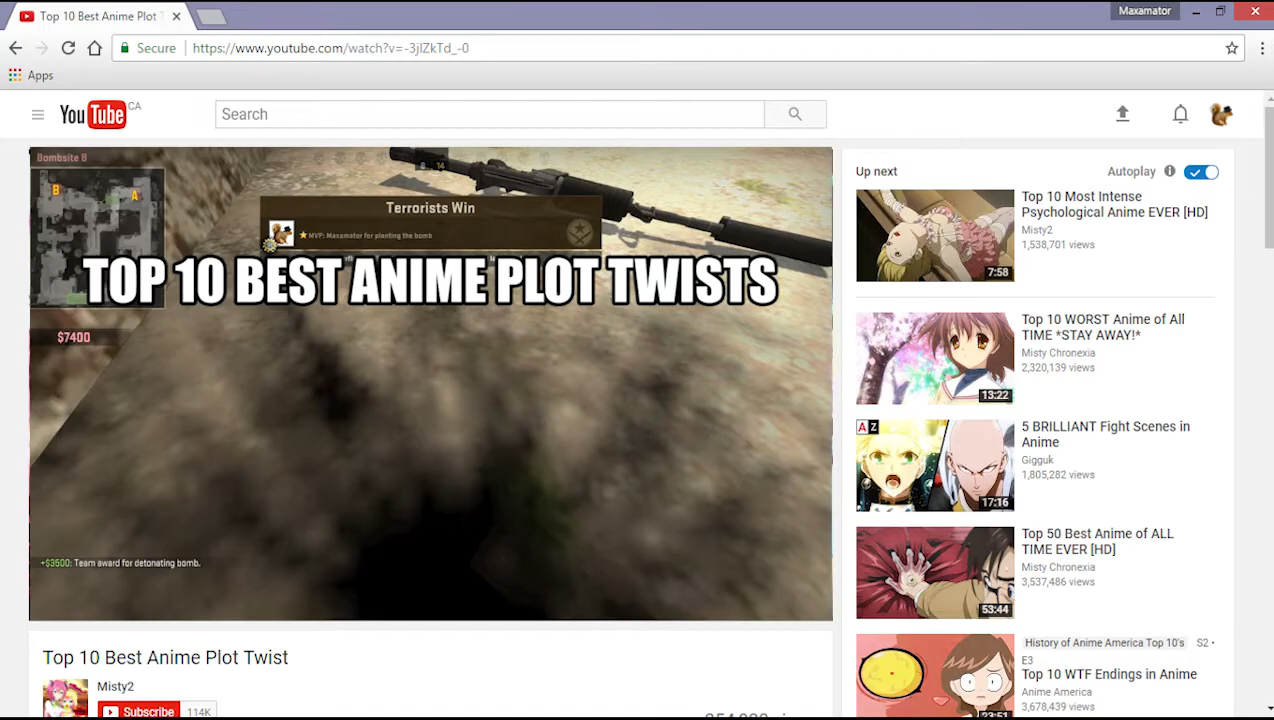 Top 10 Best Anime Plot T
Maxamator
Secure
https://www.youtube.com/watch?v=-3jIZkTd_-0
Apps
YouTube CA
Search
Bombsite B
B
A
8 14
Terrorists Win
MVP: Maxamator for planting the bomb
TOP 10 BEST ANIME PLOT TWISTS
$7400
+$3500: Team award for detonating bomb.
Top 10 Best Anime Plot Twist
Misty2
Subscribe 114K
Up next
Autoplay
7:58
Top 10 Most Intense
Psychological Anime EVER [HD]
Misty2
1,538,701 views
13:22
Top 10 WORST Anime of All
TIME *STAY AWAY!*
Misty Chronexia
2,320,139 views
A Z
17:16
5 BRILLIANT Fight Scenes in
Anime
Gigguk
1,805,282 views
53:44
Top 50 Best Anime of ALL
TIME EVER [HD]
Misty Chronexia
3,537,486 views
23:51
History of Anime America Top 10's S2 ·
E3
Top 10 WTF Endings in Anime
Anime America
3,678,439 views